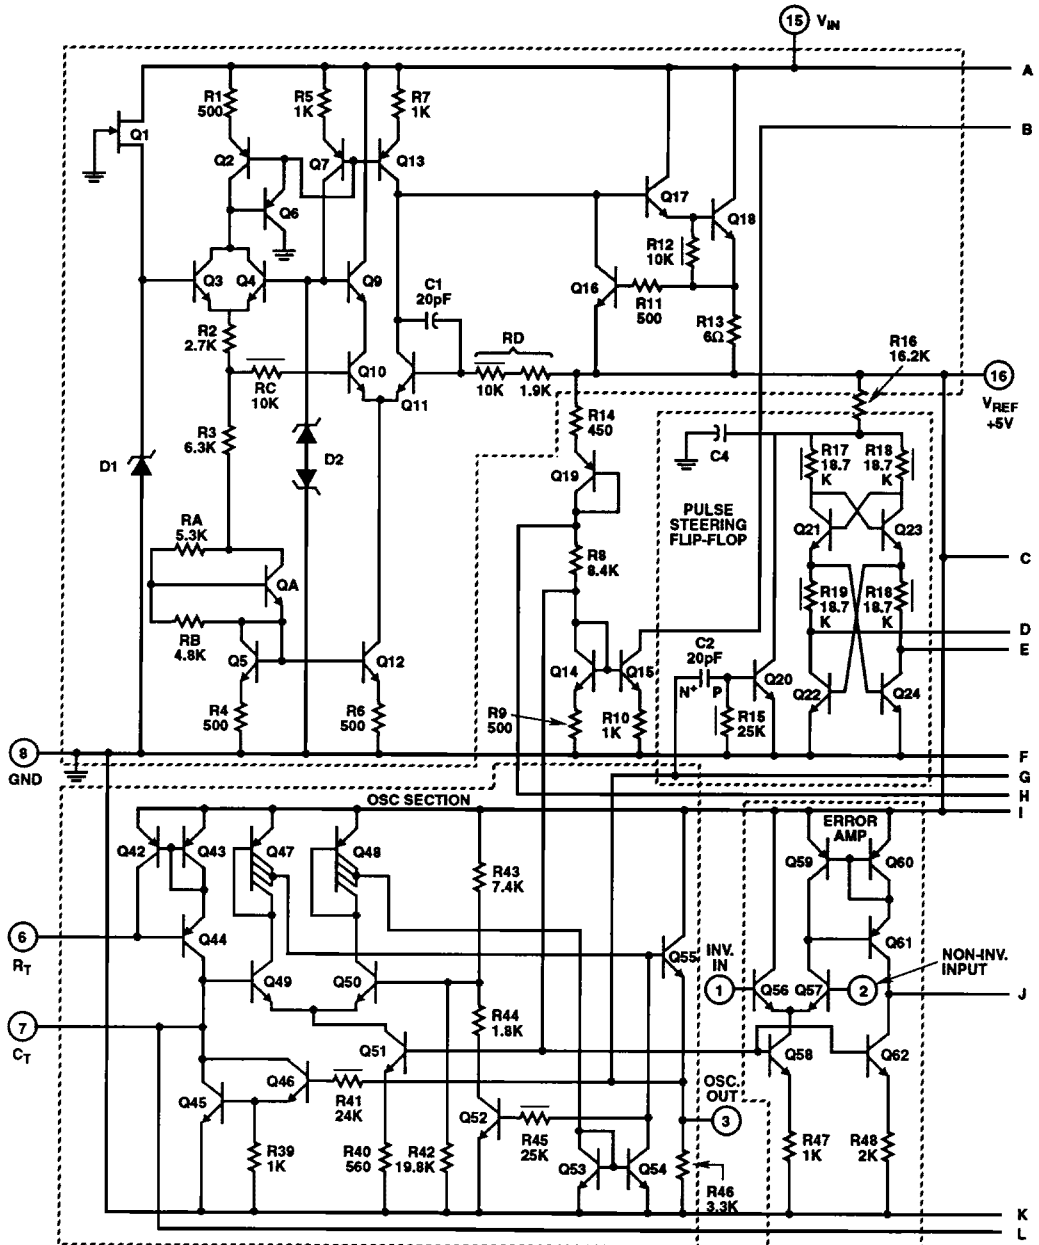 15 VIN
A
R1 500
R5 1K
R7 1K
B
Q1
Q2
Q7
Q13
Q6
Q17
Q18
R12 10K
Q3
Q4
Q9
C1 20pF
Q16
R11 500
R13 6Ω
R2 2.7K
RD
R16 16.2K
RC 10K
Q10
Q11
10K
1.9K
16
VREF +5V
R3 6.3K
R14 450
C4
R17 18.7 K
R18 18.7 K
D1
D2
Q19
PULSE STEERING FLIP-FLOP
Q21
Q23
RA 5.3K
R8 8.4K
C
QA
R19 18.7 K
R18 18.7 K
RB 4.8K
D
C2 20pF
E
Q5
Q12
Q14
Q15
N+ P
Q20
Q22
Q24
R4 500
R6 500
R9 500
R10 1K
R15 25K
8 GND
F
G
H
OSC SECTION
I
ERROR AMP
Q42
Q43
Q47
Q48
R43 7.4K
Q59
Q60
6 RT
Q44
Q55
Q61
INV. IN 1
NON-INV. INPUT
Q49
Q50
Q56
Q57
2
J
7 CT
R44 1.8K
Q51
Q58
Q62
Q46
R41 24K
OSC. OUT
Q45
Q52
R45 25K
3
R39 1K
R40 560
R42 19.8K
Q53
Q54
R46 3.3K
R47 1K
R48 2K
K
L